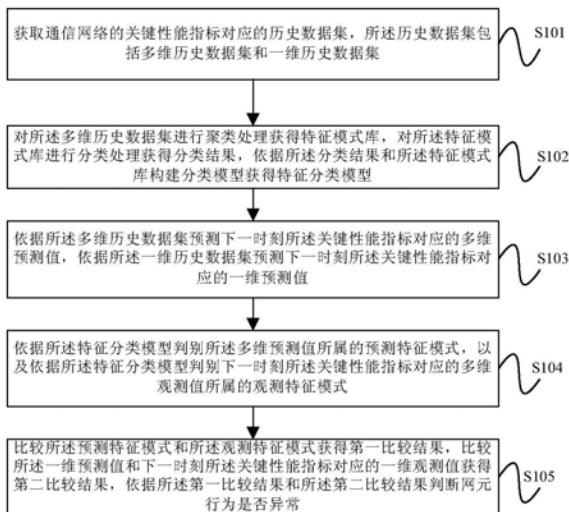 获取通信网络的关键性能指标对应的历史数据集，所述历史数据集包
括多维历史数据集和一维历史数据集
S101
对所述多维历史数据集进行聚类处理获得特征模式库，对所述特征模
式库进行分类处理获得分类结果，依据所述分类结果和所述特征模式
库构建分类模型获得特征分类模型
S102
依据所述多维历史数据集预测下一时刻所述关键性能指标对应的多维
预测值，依据所述一维历史数据集预测下一时刻所述关键性能指标对
应的一维预测值
S103
依据所述特征分类模型判别所述多维预测值所属的预测特征模式，以
及依据所述特征分类模型判别下一时刻所述关键性能指标对应的多维
观测值所属的观测特征模式
S104
比较所述预测特征模式和所述观测特征模式获得第一比较结果，比较
所述一维预测值和下一时刻所述关键性能指标对应的一维观测值获得
第二比较结果，依据所述第一比较结果和所述第二比较结果判断网元
行为是否异常
S105